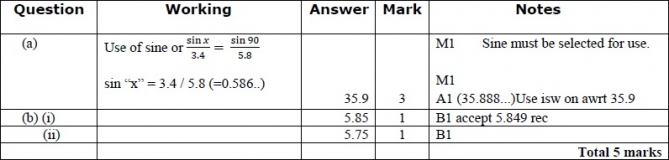 Question Working Answer Mark Notes
(a) Use of sine or sin x / 3.4 = sin 90 / 5.8 M1 Sine must be selected for use.
sin “x” = 3.4 / 5.8 (=0.586..) M1
35.9 3 A1 (35.888...)Use isw on awrt 35.9
(b) (i) 5.85 1 B1 accept 5.849 rec
(ii) 5.75 1 B1
Total 5 marks